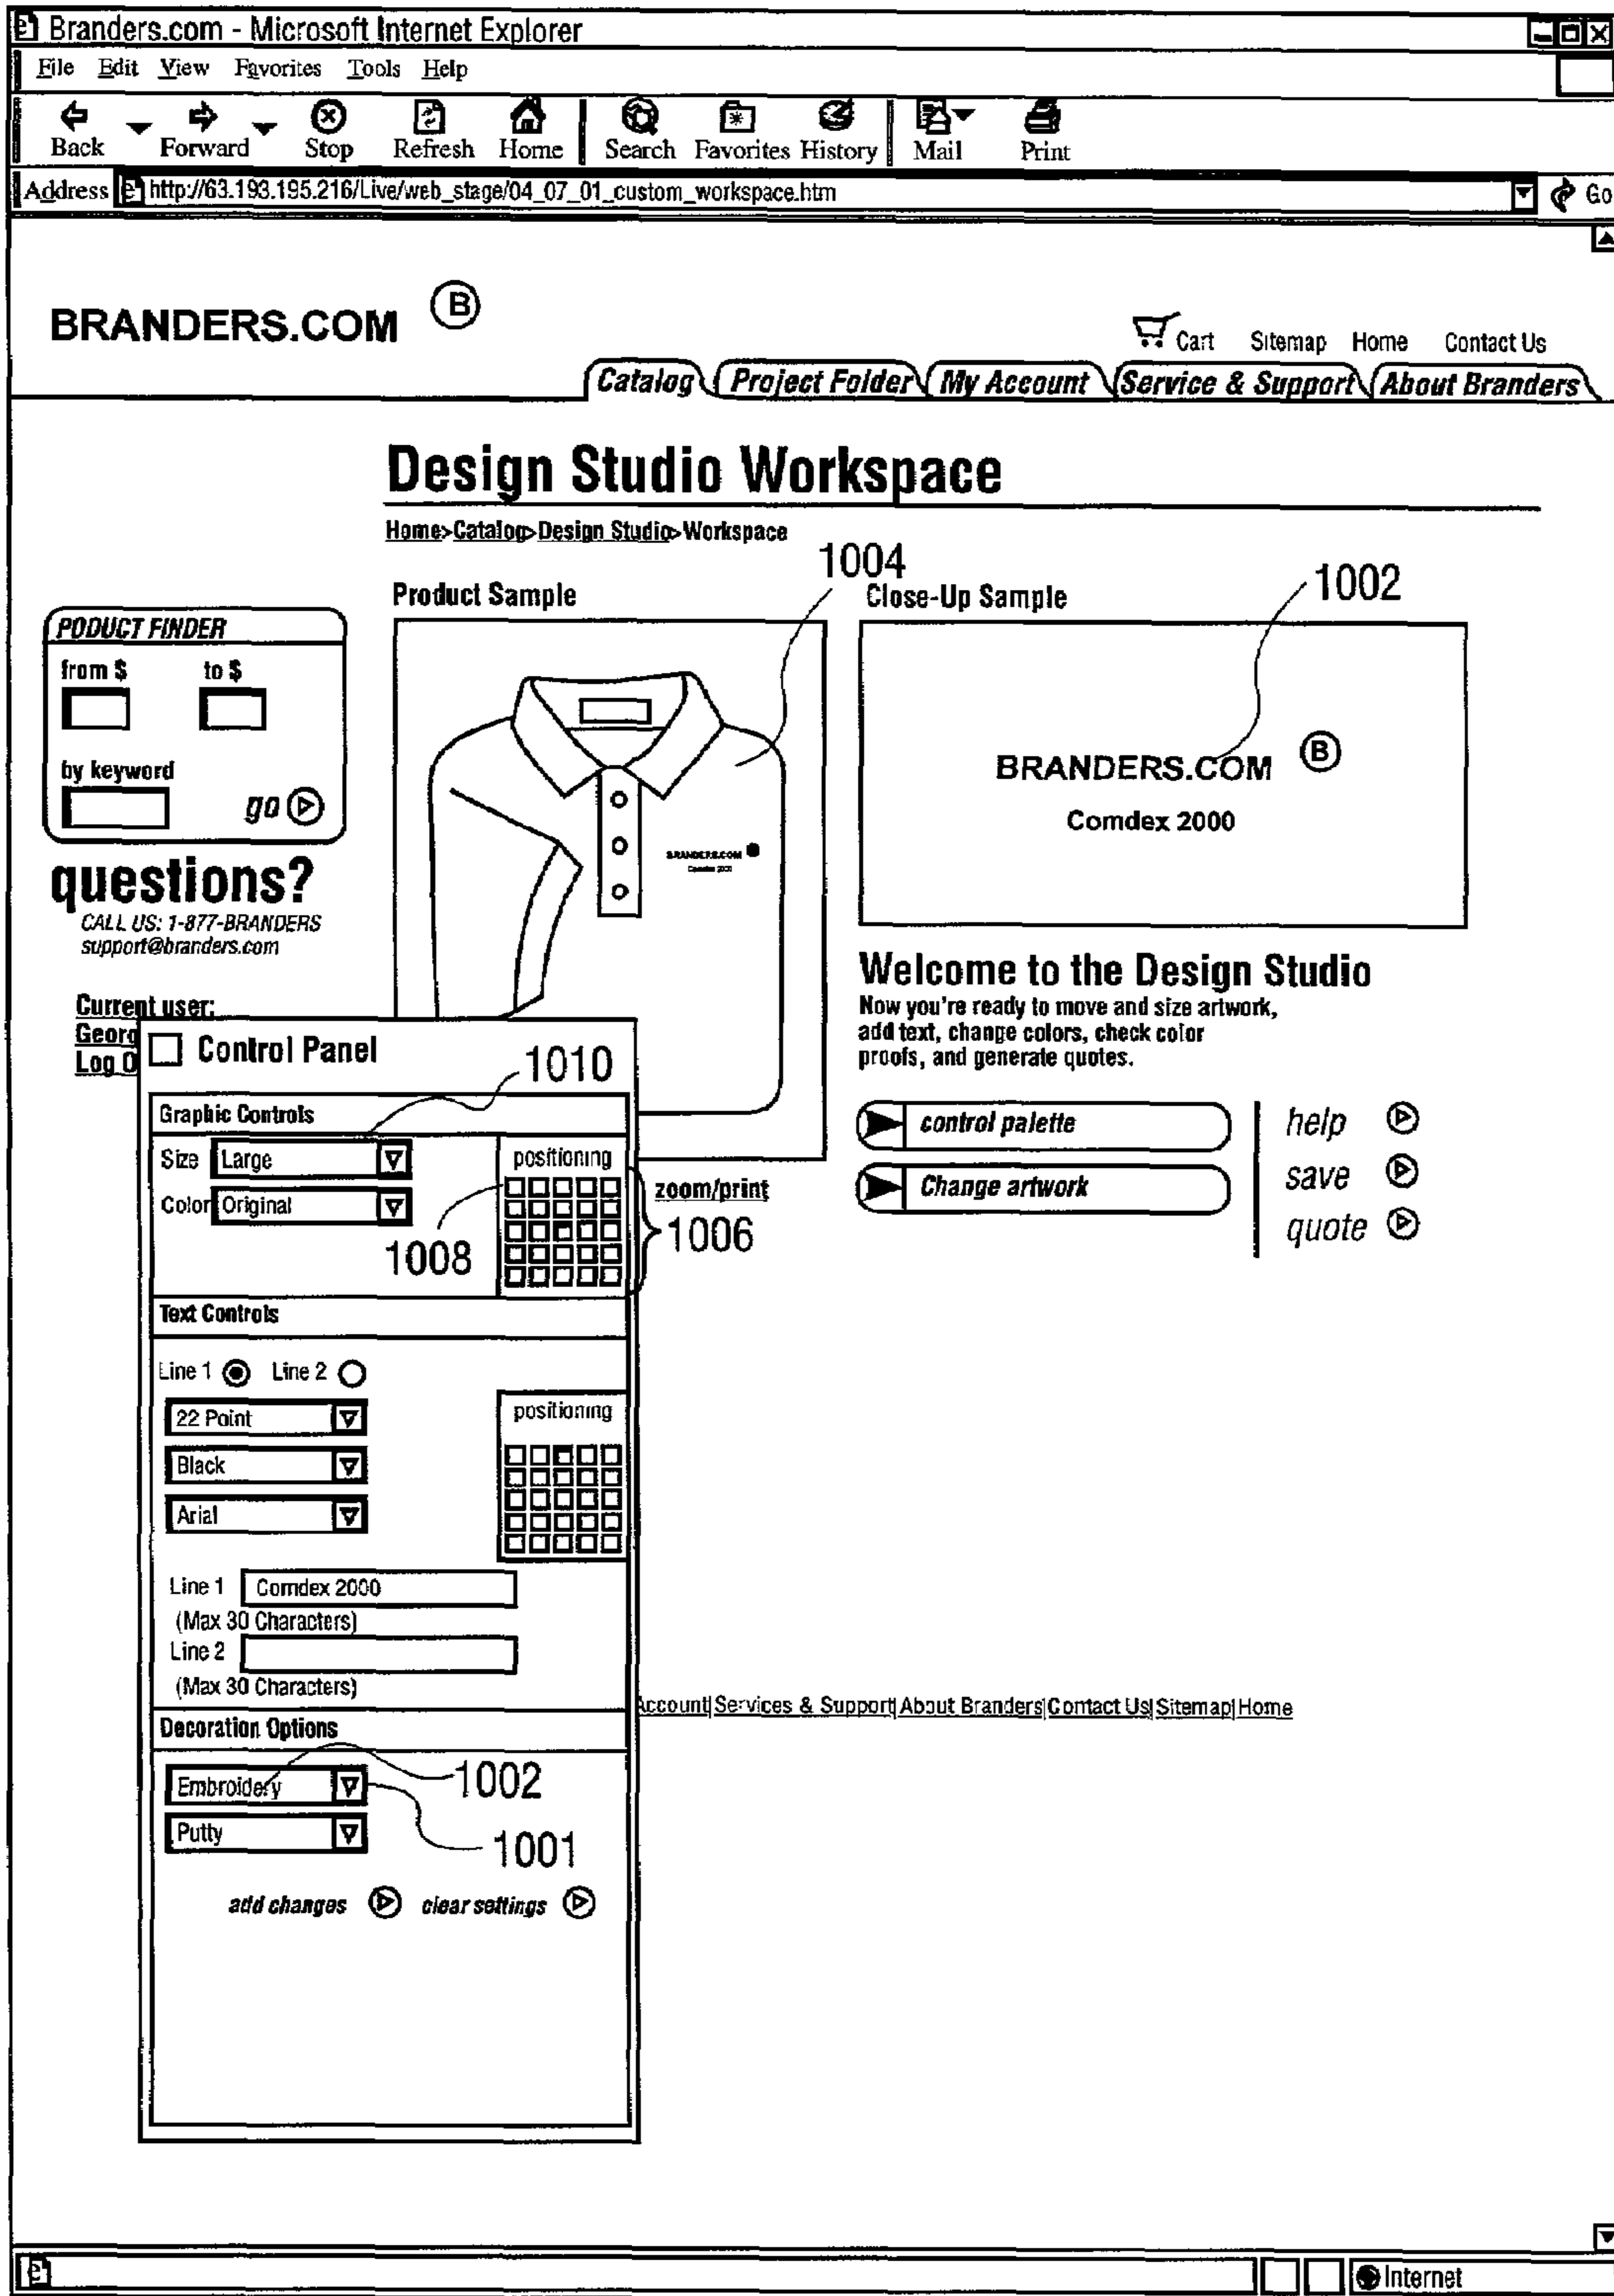 Branders.com - Microsoft Internet Explorer
File Edit View Favorites Tools Help
Back Forward Stop Refresh Home Search Favorites History Mail Print
Address http://63.193.195.216/Live/web_stage/04_07_01_custom_workspace.htm Go
BRANDERS.COM B
Cart Sitemap Home Contact Us
Catalog Project Folder My Account Service & Support About Branders
Design Studio Workspace
Home>Catalog>Design Studio>Workspace
1004
1002
Product Sample
Close-Up Sample
PODUCT FINDER
from $ to $
by keyword
go
BRANDERS.COM B
Comdex 2000
BRANDERS.COM
Comdex 2000
questions?
CALL US: 1-877-BRANDERS
support@branders.com
Current user:
Georg
Log O
Welcome to the Design Studio
Now you're ready to move and size artwork,
add text, change colors, check color
proofs, and generate quotes.
control palette
Change artwork
help
save
quote
zoom/print
1006
Control Panel
1010
Graphic Controls
Size Large
Color Original
positioning
1008
Text Controls
Line 1 Line 2
22 Point
Black
Arial
positioning
Line 1 Comdex 2000
(Max 30 Characters)
Line 2
(Max 30 Characters)
Account|Services & Support|About Branders|Contact Us|Sitemap|Home
Decoration Options
Embroidery
1002
Putty
1001
add changes clear settings
Internet